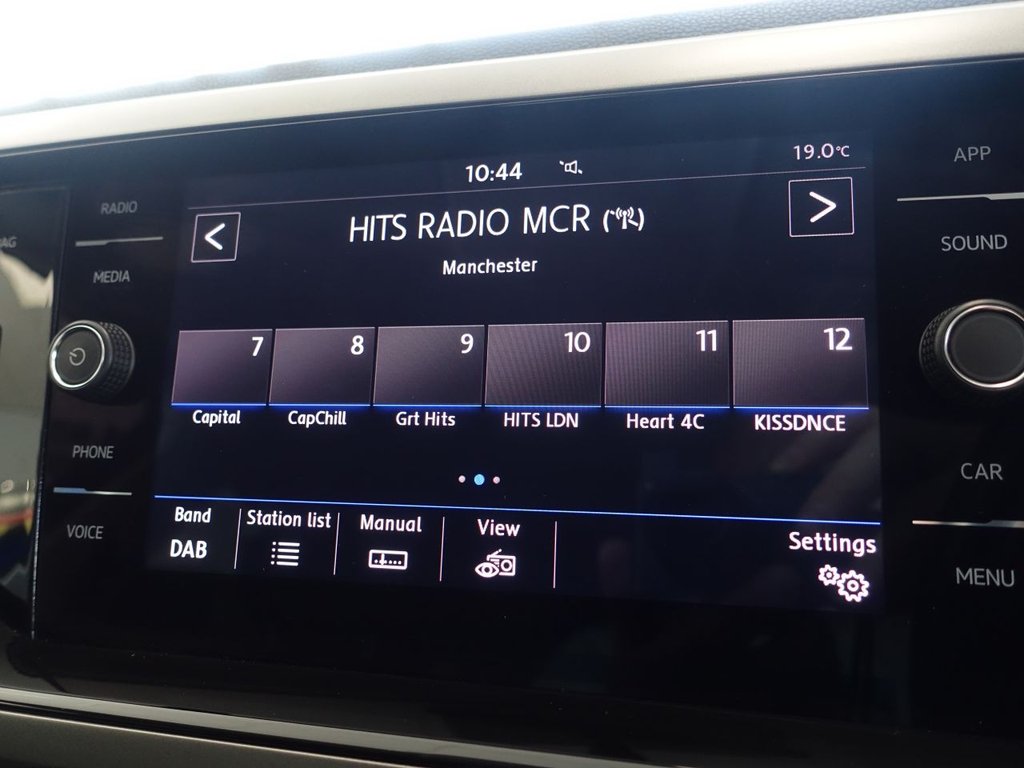 10:44
19.0°C
HITS RADIO MCR
Manchester
<
>
7 8 9 10 11 12
Capital CapChill Grt Hits HITS LDN Heart 4C KISSDNCE
Band Station list Manual View Settings
DAB
RADIO
MEDIA
PHONE
VOICE
APP
SOUND
CAR
MENU